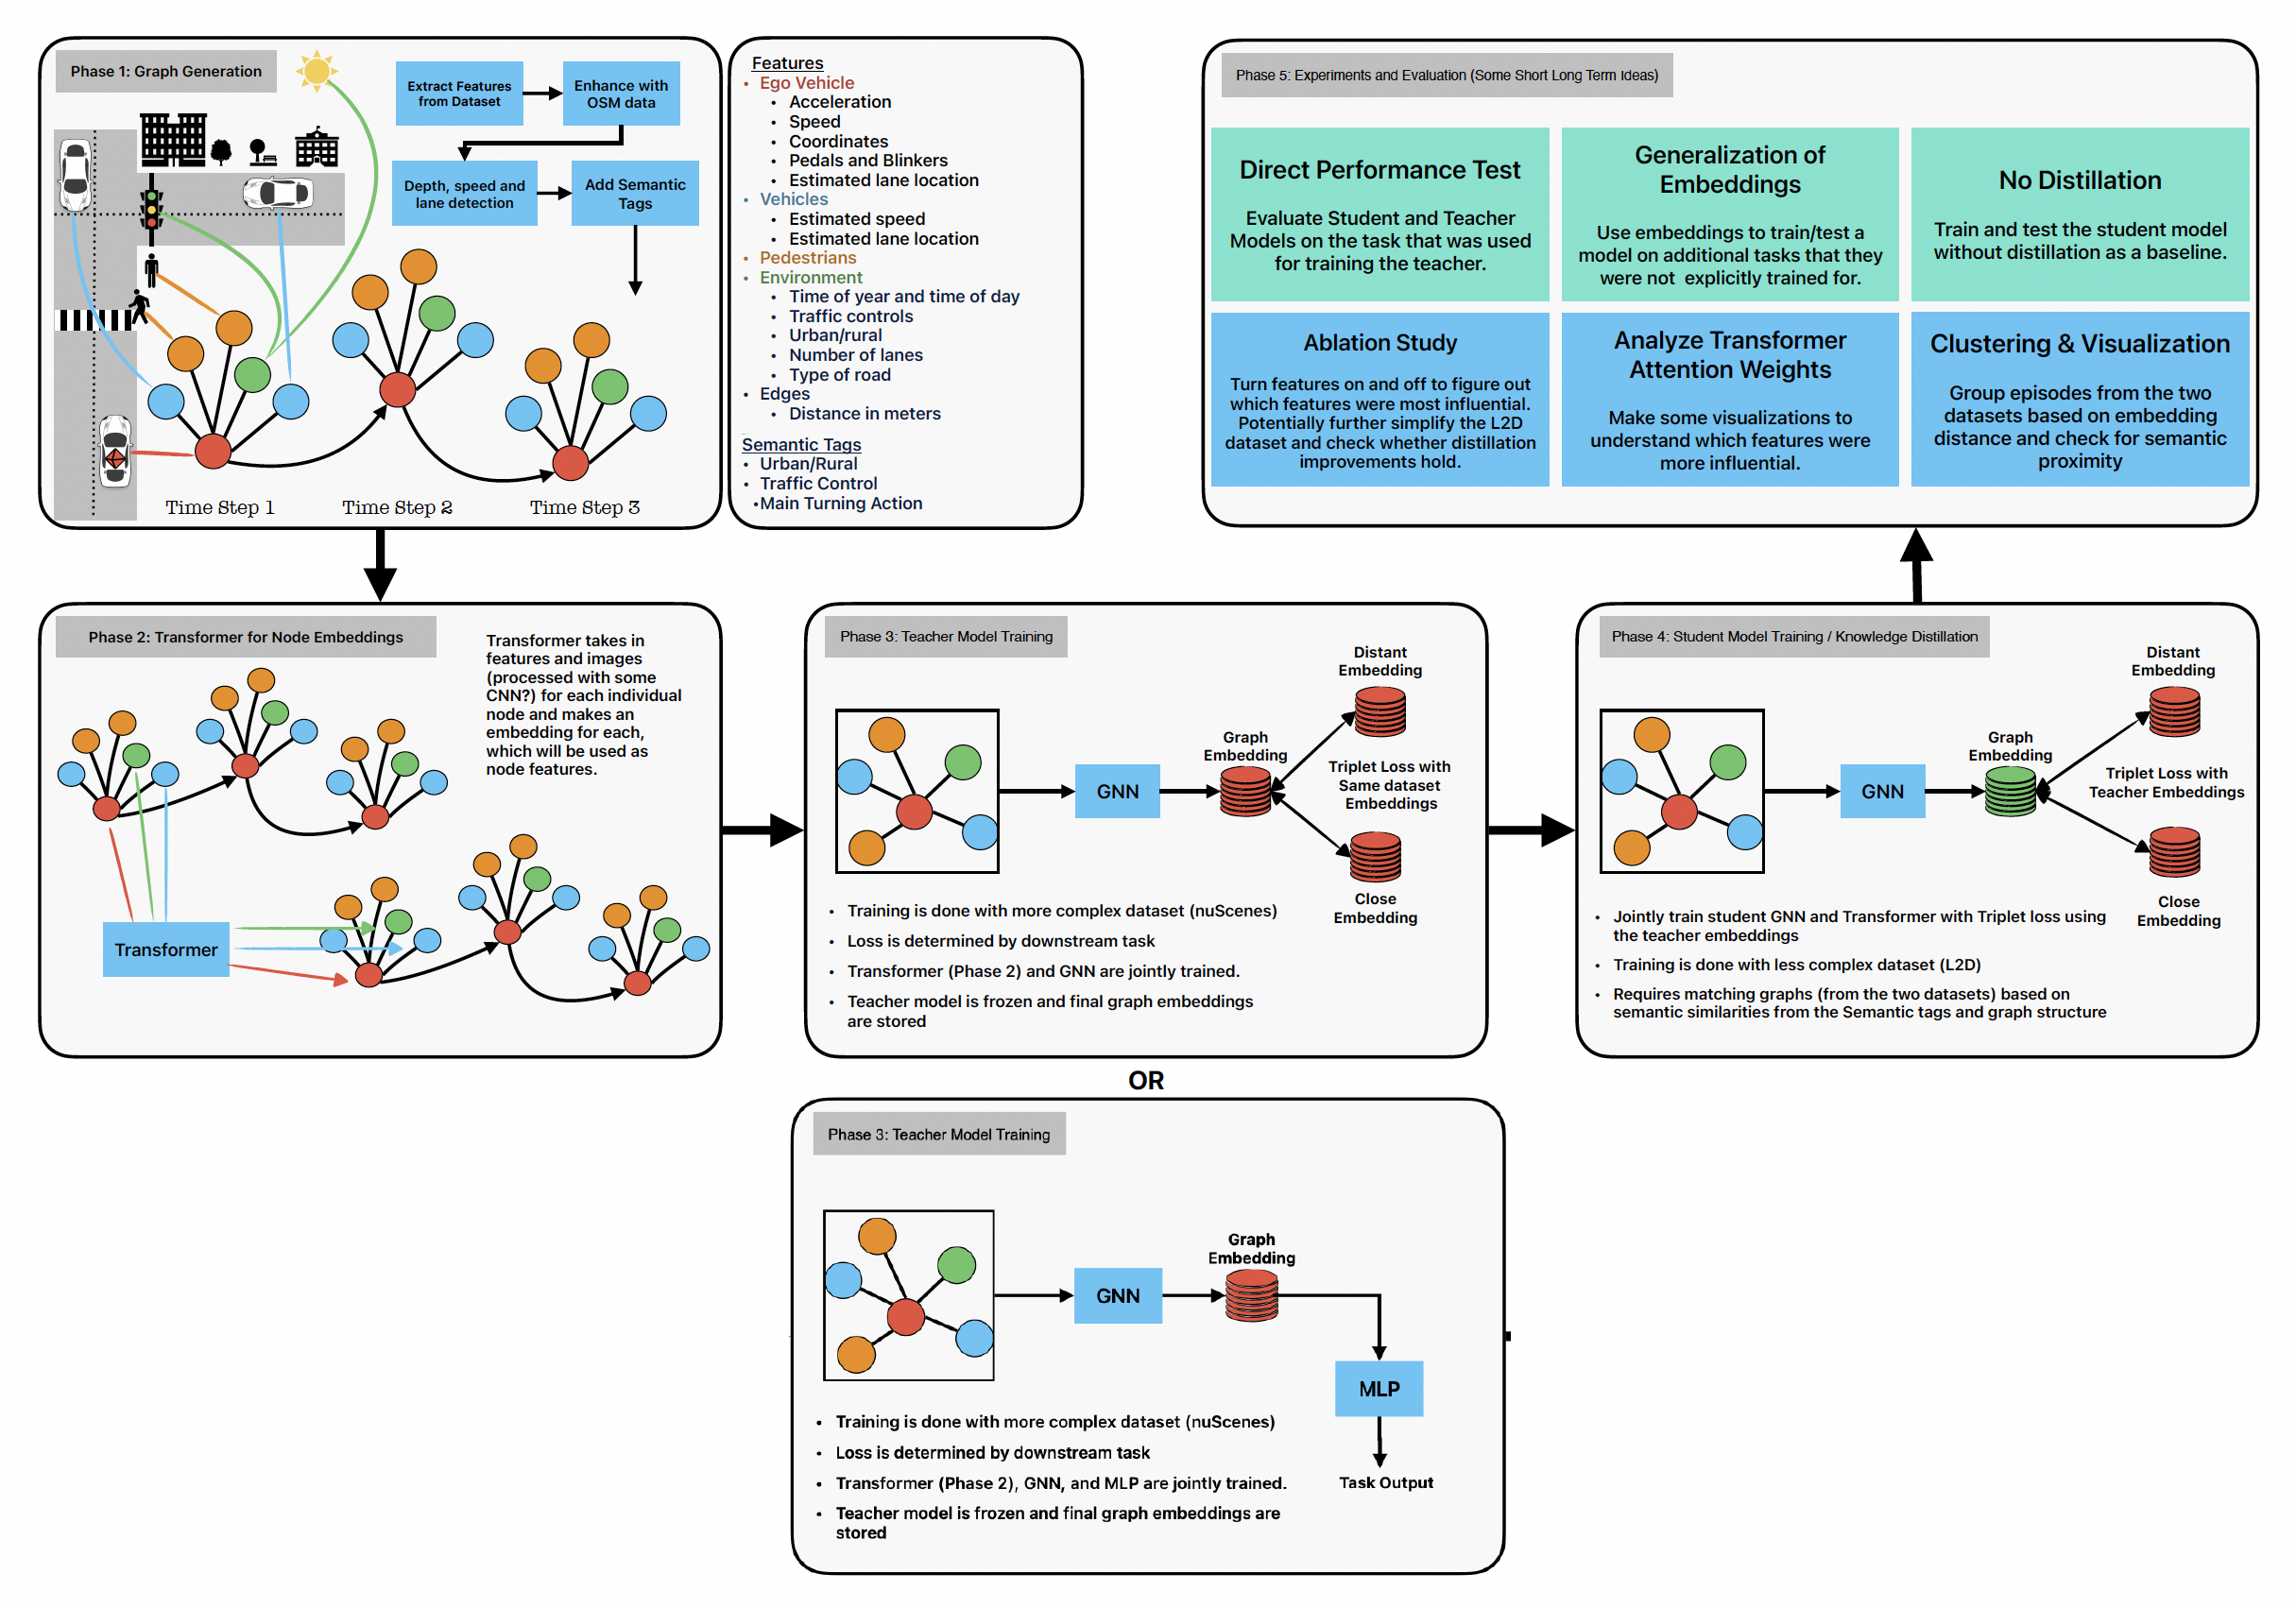 Phase 1: Graph Generation
Extract Features
from Dataset
Enhance with
OSM data
Depth, speed and
lane detection
Add Semantic
Tags
Time Step 1
Time Step 2
Time Step 3
Features
• Ego Vehicle
• Acceleration
• Speed
• Coordinates
• Pedals and Blinkers
• Estimated lane location
• Vehicles
• Estimated speed
• Estimated lane location
• Pedestrians
• Environment
• Time of year and time of day
• Traffic controls
• Urban/rural
• Number of lanes
• Type of road
• Edges
• Distance in meters
Semantic Tags
• Urban/Rural
• Traffic Control
•Main Turning Action
Phase 5: Experiments and Evaluation (Some Short Long Term Ideas)
Direct Performance Test
Evaluate Student and Teacher
Models on the task that was used
for training the teacher.
Generalization of
Embeddings
Use embeddings to train/test a
model on additional tasks that they
were not explicitly trained for.
No Distillation
Train and test the student model
without distillation as a baseline.
Ablation Study
Turn features on and off to figure out
which features were most influential.
Potentially further simplify the L2D
dataset and check whether distillation
improvements hold.
Analyze Transformer
Attention Weights
Make some visualizations to
understand which features were
more influential.
Clustering & Visualization
Group episodes from the two
datasets based on embedding
distance and check for semantic
proximity
Phase 2: Transformer for Node Embeddings
Transformer takes in
features and images
(processed with some
CNN?) for each individual
node and makes an
embedding for each,
which will be used as
node features.
Transformer
Phase 3: Teacher Model Training
GNN
Graph
Embedding
Distant
Embedding
Triplet Loss with
Same dataset
Embeddings
Close
Embedding
• Training is done with more complex dataset (nuScenes)
• Loss is determined by downstream task
• Transformer (Phase 2) and GNN are jointly trained.
• Teacher model is frozen and final graph embeddings
are stored
Phase 4: Student Model Training / Knowledge Distillation
GNN
Graph
Embedding
Distant
Embedding
Triplet Loss with
Teacher Embeddings
Close
Embedding
• Jointly train student GNN and Transformer with Triplet loss using
the teacher embeddings
• Training is done with less complex dataset (L2D)
• Requires matching graphs (from the two datasets) based on
semantic similarities from the Semantic tags and graph structure
OR
Phase 3: Teacher Model Training
GNN
Graph
Embedding
MLP
Task Output
• Training is done with more complex dataset (nuScenes)
• Loss is determined by downstream task
• Transformer (Phase 2), GNN, and MLP are jointly trained.
• Teacher model is frozen and final graph embeddings are
stored